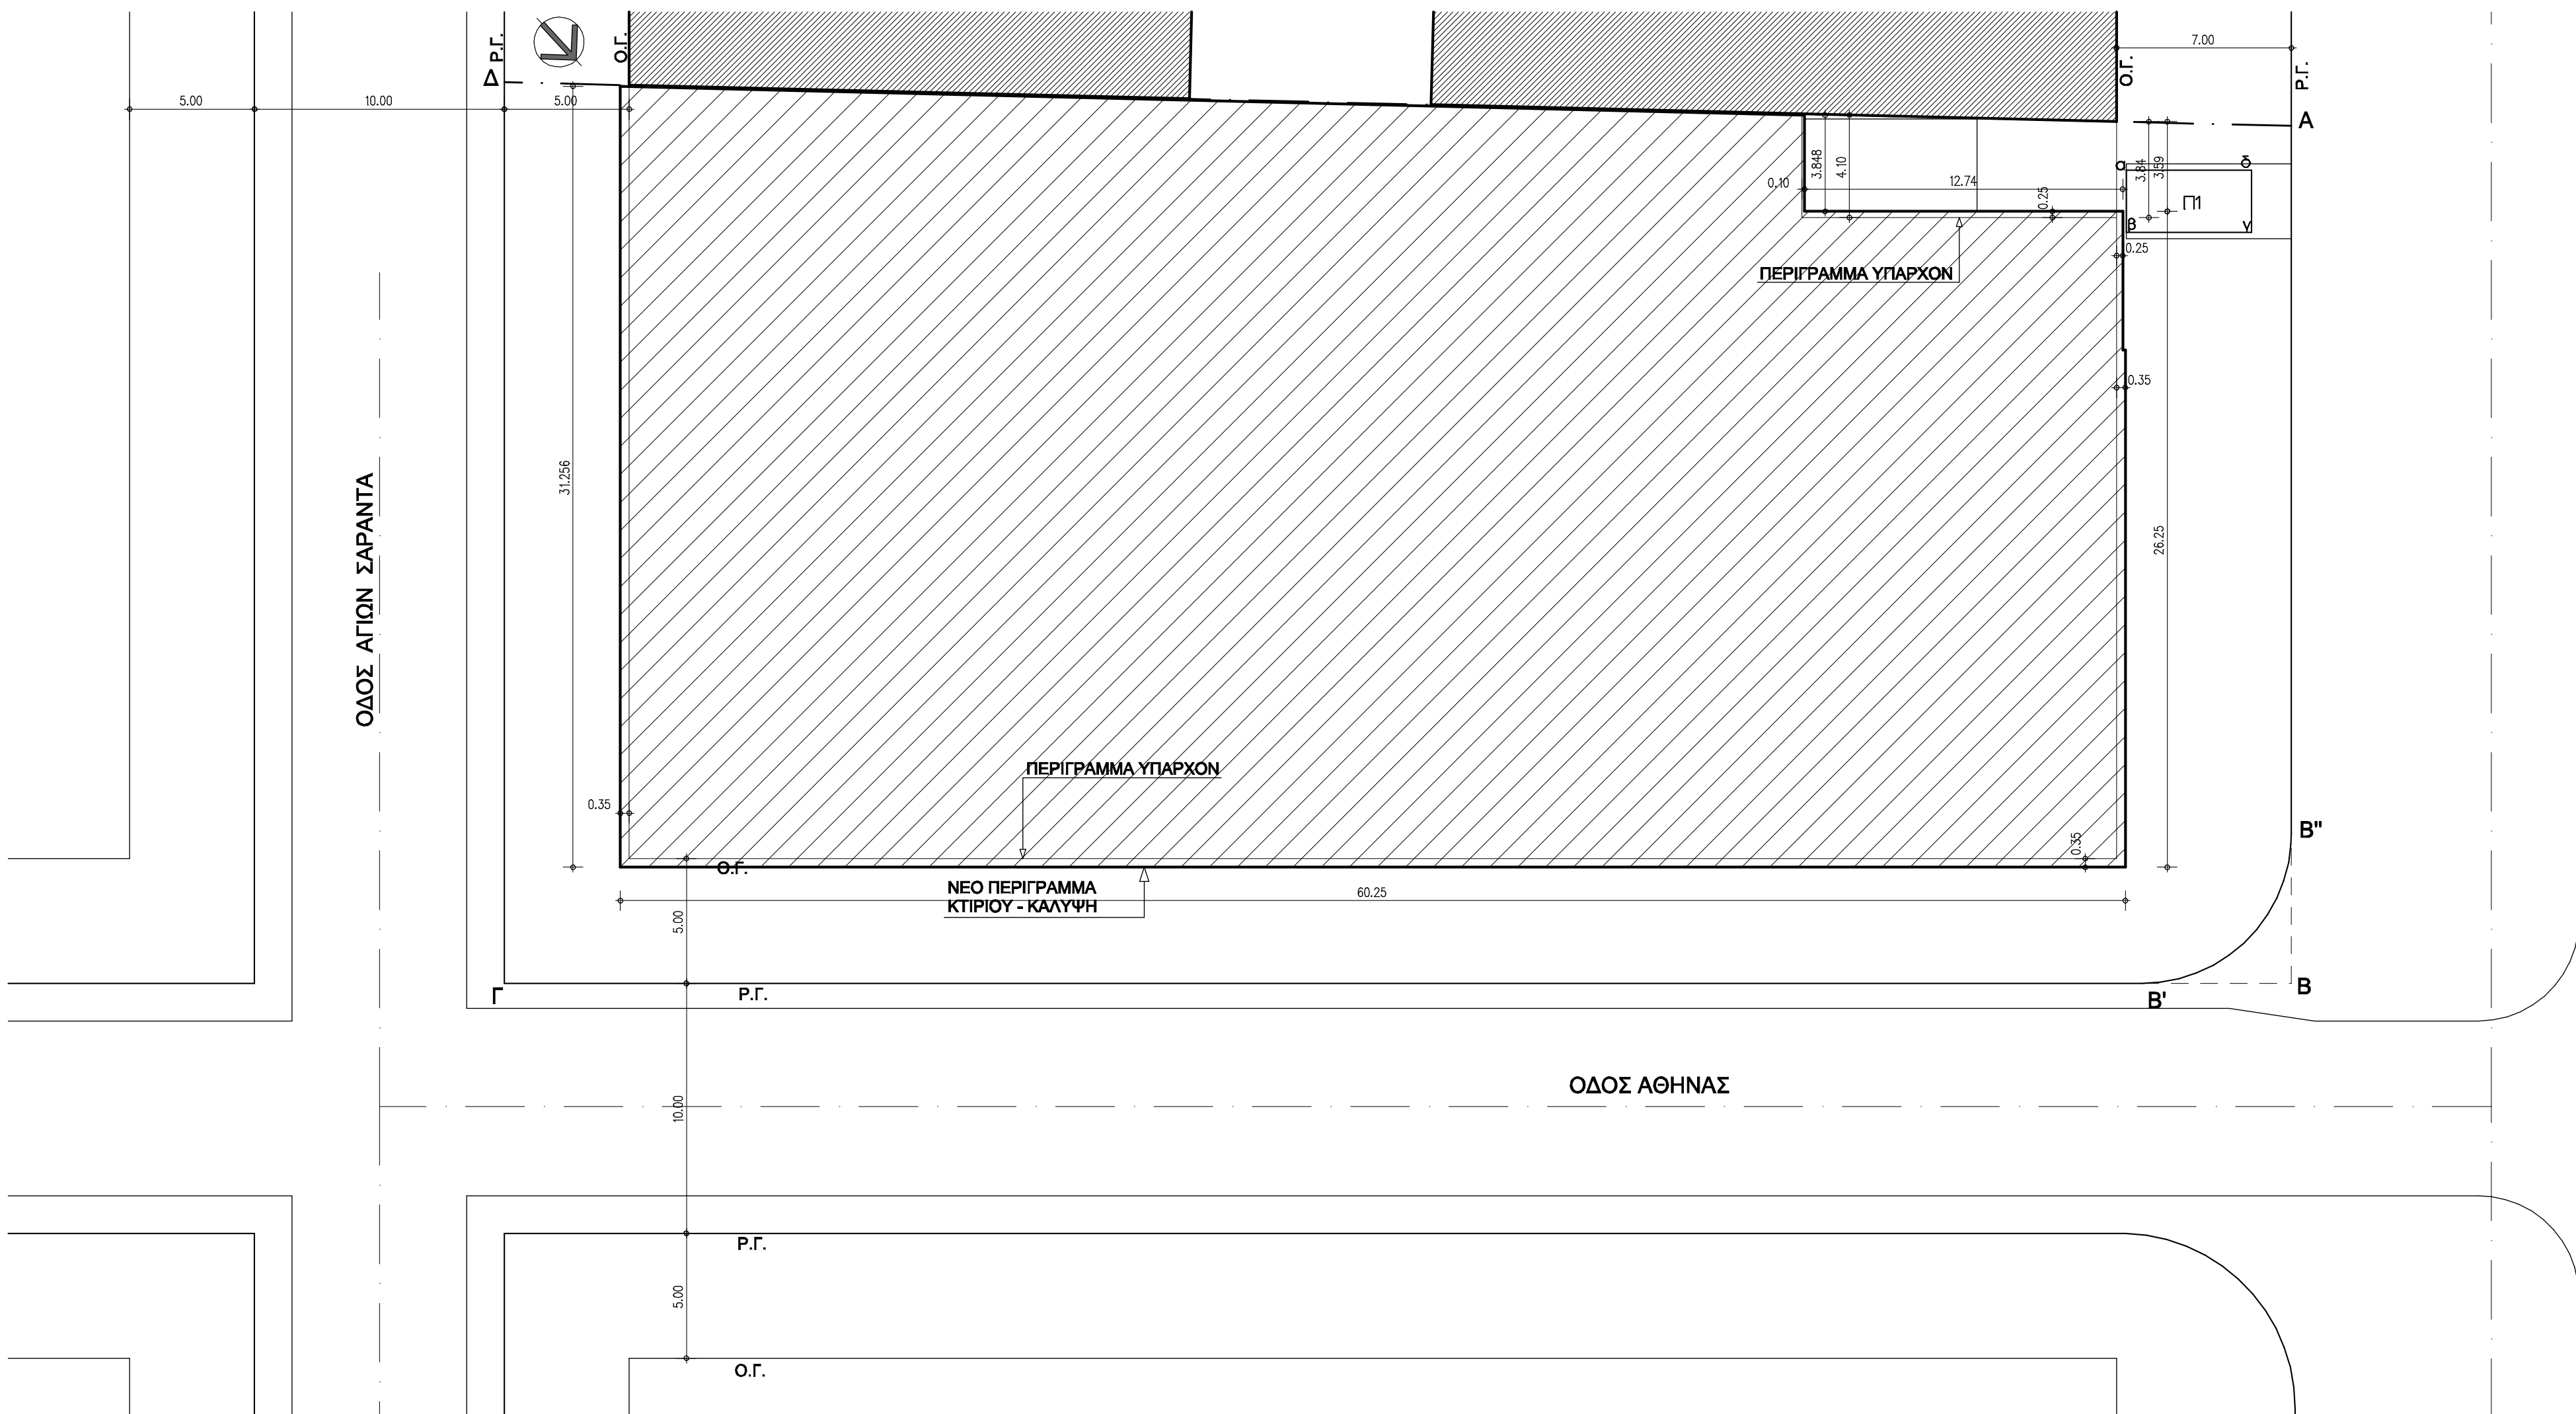 Ρ.Γ.
Ο.Γ.
7.00
Ο.Γ.
Ρ.Γ.
Δ
5.00
10.00
5.00
Α
3.848
4.10
0.10
12.74
0.25
α
3.84
3.59
δ
Π1
β
γ
0.25
ΠΕΡΙΓΡΑΜΜΑ ΥΠΑΡΧΟΝ
0.35
31.256
ΟΔΟΣ ΑΓΙΩΝ ΣΑΡΑΝΤΑ
26.25
ΠΕΡΙΓΡΑΜΜΑ ΥΠΑΡΧΟΝ
0.35
0.35
Β''
Ο.Γ.
ΝΕΟ ΠΕΡΙΓΡΑΜΜΑ
ΚΤΙΡΙΟΥ - ΚΑΛΥΨΗ
60.25
5.00
Γ
Ρ.Γ.
Β'
Β
ΟΔΟΣ ΑΘΗΝΑΣ
10.00
Ρ.Γ.
5.00
Ο.Γ.